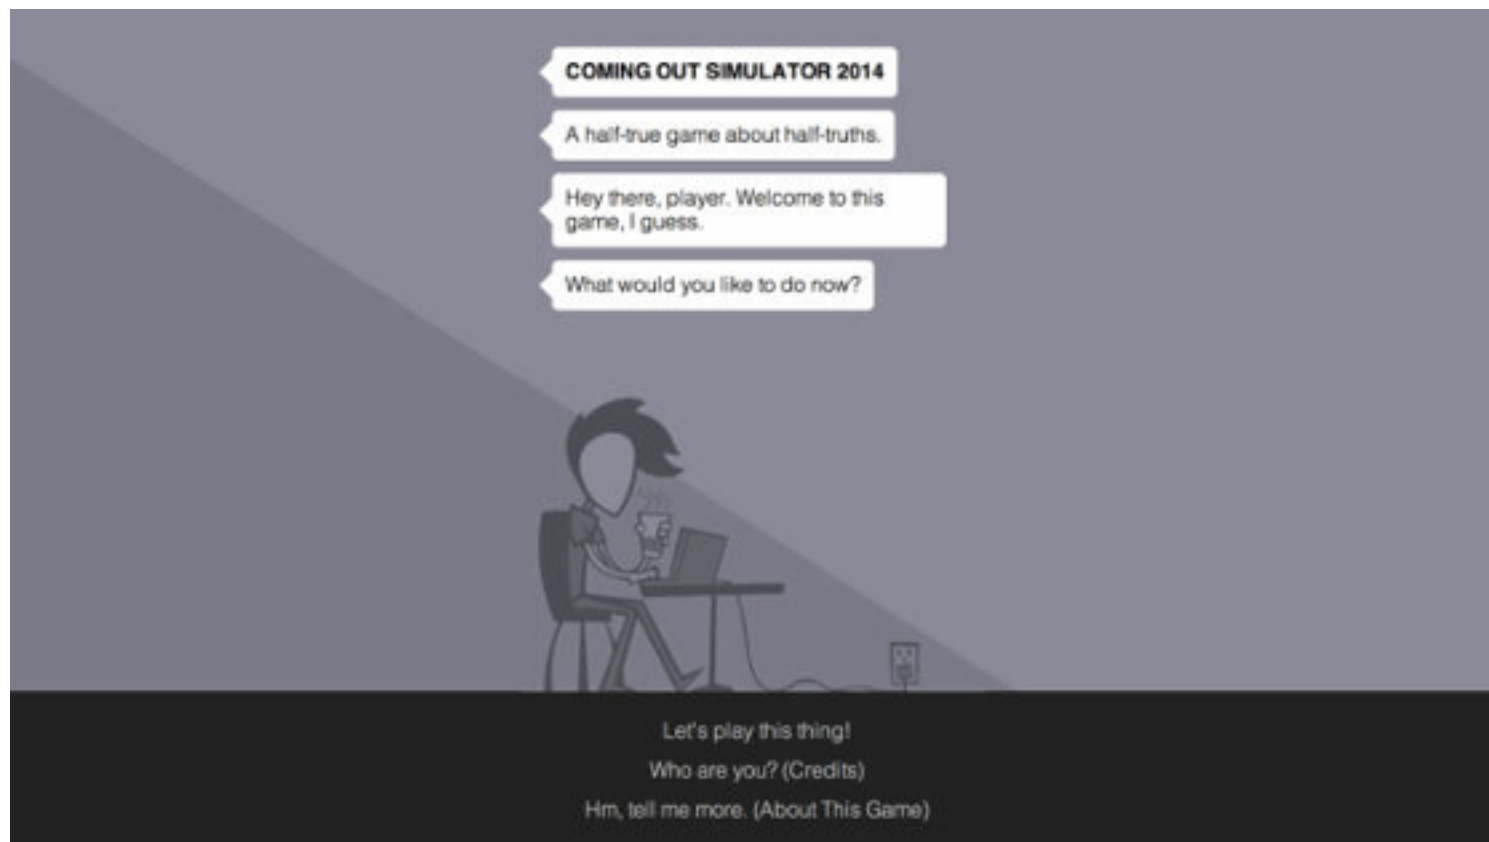 COMING OUT SIMULATOR 2014
A half-true game about half-truths.
Hey there, player. Welcome to this
game, I guess.
What would you like to do now?
Let's play this thing!
Who are you? (Credits)
Hm, tell me more. (About This Game)